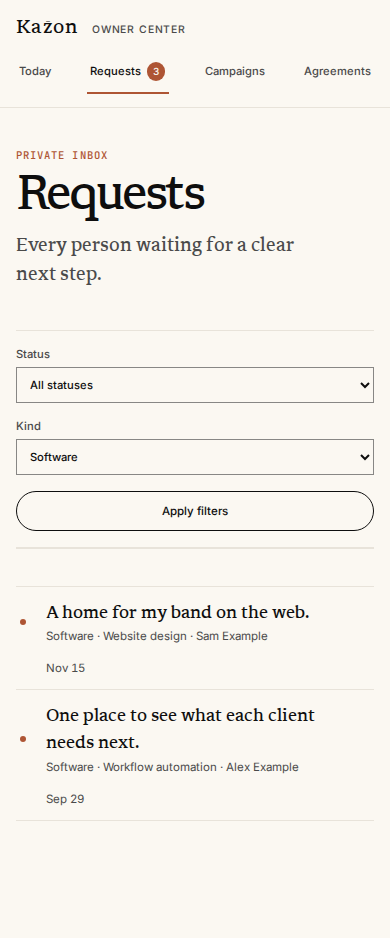 Kažon OWNER CENTER
Today Requests 3 Campaigns Agreements
PRIVATE INBOX
Requests
Every person waiting for a clear
next step.
Status
All statuses
Kind
Software
Apply filters
A home for my band on the web.
Software · Website design · Sam Example
Nov 15
One place to see what each client
needs next.
Software · Workflow automation · Alex Example
Sep 29